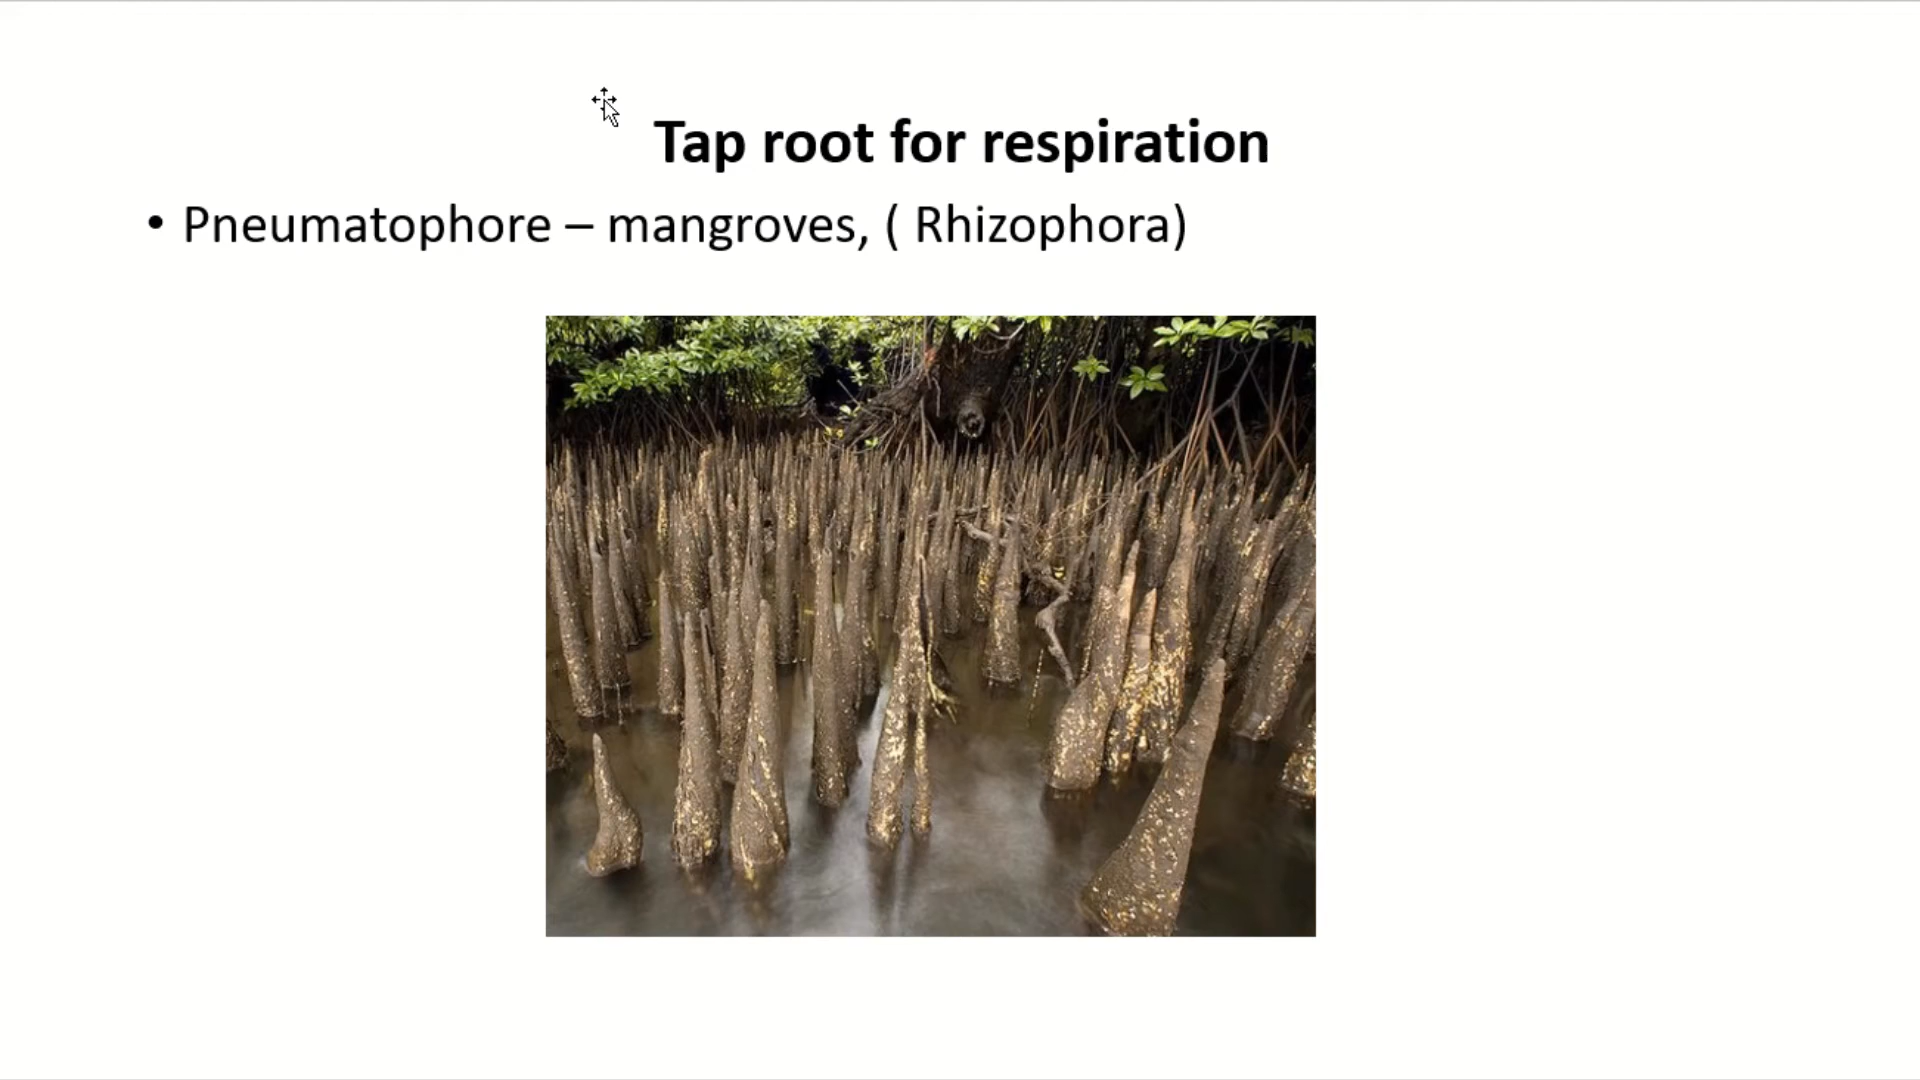 Tap root for respiration
• Pneumatophore – mangroves, ( Rhizophora)